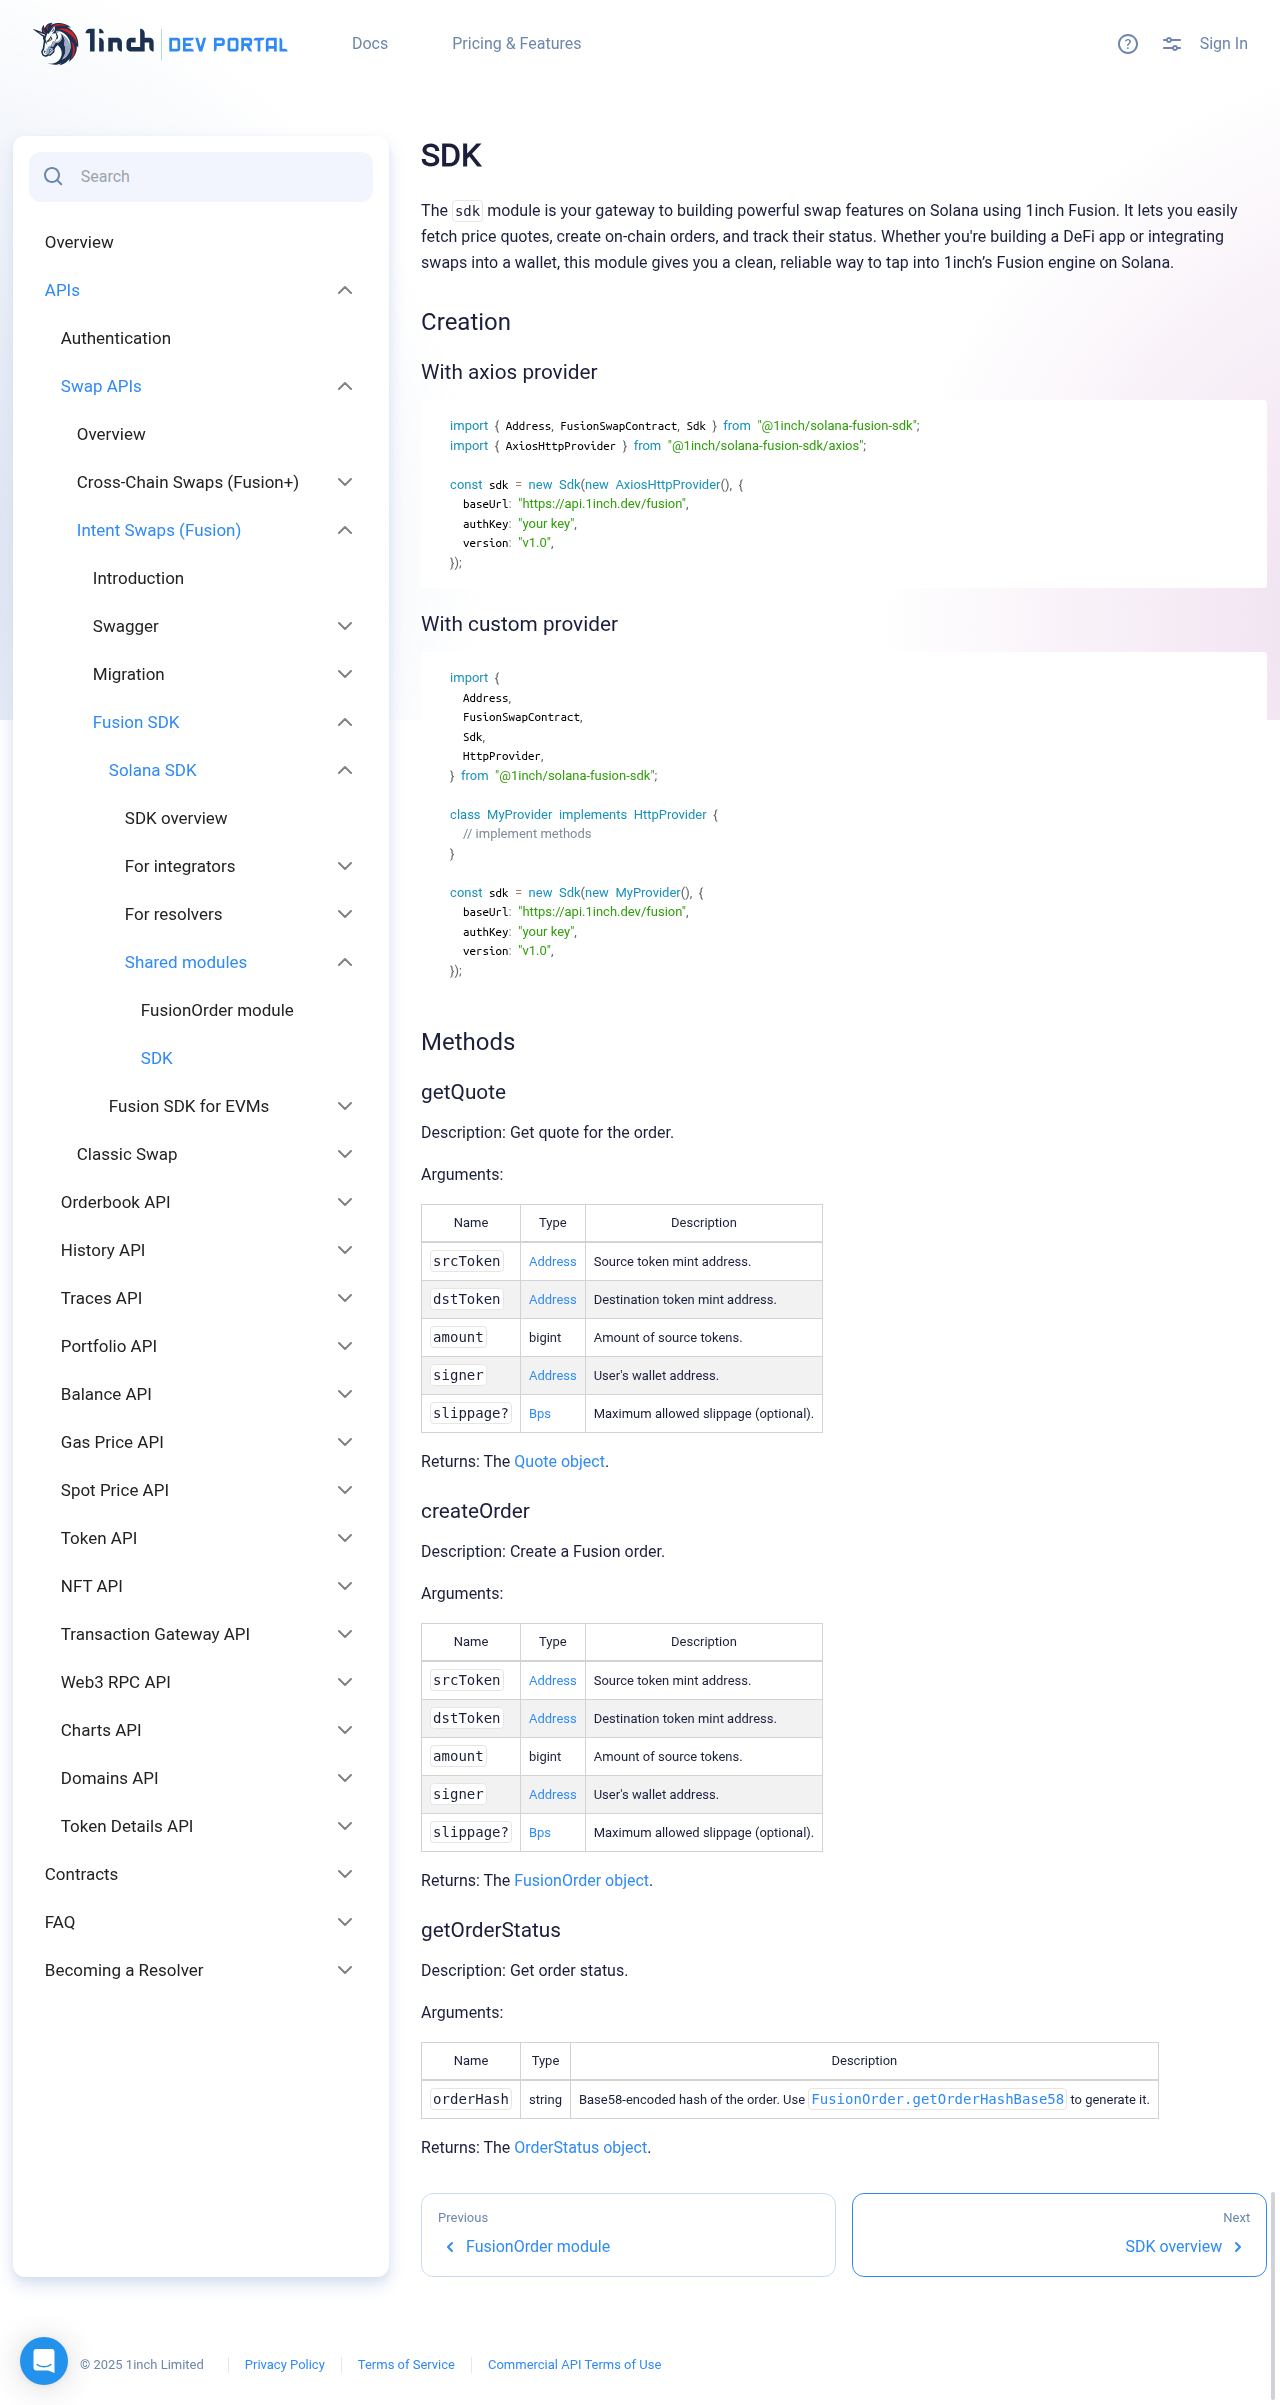 1inch DEV PORTAL
Docs
Pricing & Features
Sign In
Search
Overview
APIs
Authentication
Swap APIs
Overview
Cross-Chain Swaps (Fusion+)
Intent Swaps (Fusion)
Introduction
Swagger
Migration
Fusion SDK
Solana SDK
SDK overview
For integrators
For resolvers
Shared modules
FusionOrder module
SDK
Fusion SDK for EVMs
Classic Swap
Orderbook API
History API
Traces API
Portfolio API
Balance API
Gas Price API
Spot Price API
Token API
NFT API
Transaction Gateway API
Web3 RPC API
Charts API
Domains API
Token Details API
Contracts
FAQ
Becoming a Resolver
SDK
The sdk module is your gateway to building powerful swap features on Solana using 1inch Fusion. It lets you easily
fetch price quotes, create on-chain orders, and track their status. Whether you're building a DeFi app or integrating
swaps into a wallet, this module gives you a clean, reliable way to tap into 1inch’s Fusion engine on Solana.
Creation
With axios provider
import { Address, FusionSwapContract, Sdk } from "@1inch/solana-fusion-sdk";
import { AxiosHttpProvider } from "@1inch/solana-fusion-sdk/axios";
const sdk = new Sdk(new AxiosHttpProvider(), {
baseUrl: "https://api.1inch.dev/fusion",
authKey: "your key",
version: "v1.0",
});
With custom provider
import {
Address,
FusionSwapContract,
Sdk,
HttpProvider,
} from "@1inch/solana-fusion-sdk";
class MyProvider implements HttpProvider {
// implement methods
}
const sdk = new Sdk(new MyProvider(), {
baseUrl: "https://api.1inch.dev/fusion",
authKey: "your key",
version: "v1.0",
});
Methods
getQuote
Description: Get quote for the order.
Arguments:
Name Type Description
srcToken Address Source token mint address.
dstToken Address Destination token mint address.
amount bigint Amount of source tokens.
signer Address User's wallet address.
slippage? Bps Maximum allowed slippage (optional).
Returns: The Quote object.
createOrder
Description: Create a Fusion order.
Arguments:
Name Type Description
srcToken Address Source token mint address.
dstToken Address Destination token mint address.
amount bigint Amount of source tokens.
signer Address User's wallet address.
slippage? Bps Maximum allowed slippage (optional).
Returns: The FusionOrder object.
getOrderStatus
Description: Get order status.
Arguments:
Name Type Description
orderHash string Base58-encoded hash of the order. Use FusionOrder.getOrderHashBase58 to generate it.
Returns: The OrderStatus object.
Previous
FusionOrder module
Next
SDK overview
© 2025 1inch Limited
Privacy Policy
Terms of Service
Commercial API Terms of Use